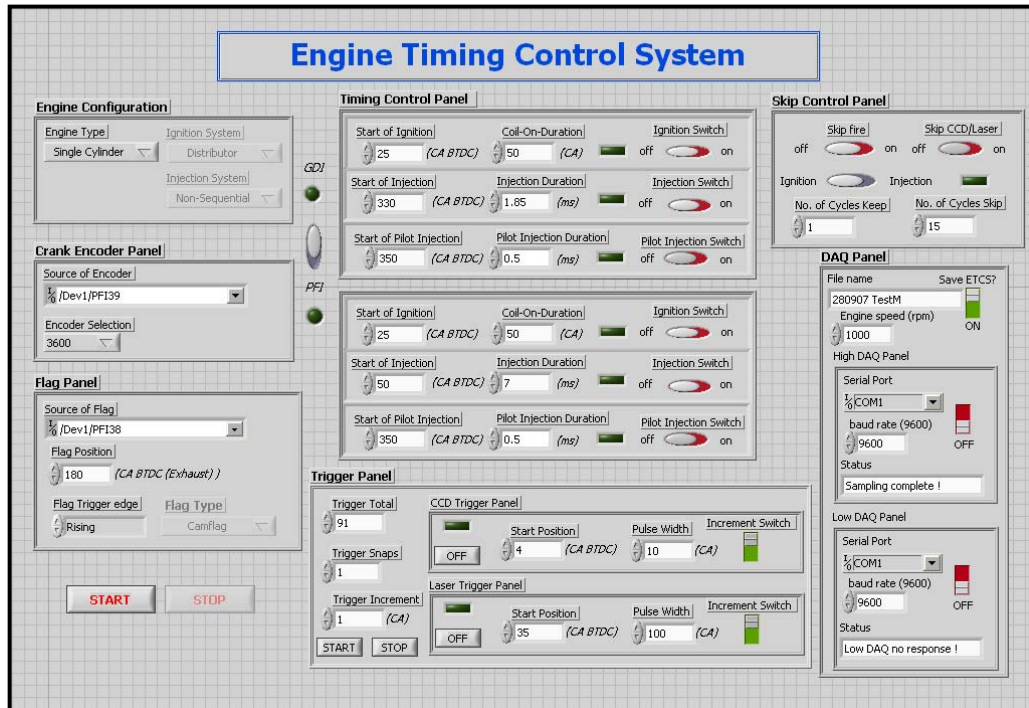 Engine Timing Control System
Engine Configuration
Engine Type
Single Cylinder
Ignition System
Distributor
Injection System
Non-Sequential
Crank Encoder Panel
Source of Encoder
/Dev1/PFI39
Encoder Selection
3600
Flag Panel
Source of Flag
/Dev1/PFI38
Flag Position
180 (CA BTDC (Exhaust) )
Flag Trigger edge Flag Type
Rising Camflag
START STOP
GDI
PFI
Timing Control Panel
Start of Ignition Coil-On-Duration Ignition Switch
25 (CA BTDC) 50 (CA) off on
Start of Injection Injection Duration Injection Switch
330 (CA BTDC) 1.85 (ms) off on
Start of Pilot Injection Pilot Injection Duration Pilot Injection Switch
350 (CA BTDC) 0.5 (ms) off on
Start of Ignition Coil-On-Duration Ignition Switch
25 (CA BTDC) 50 (CA) off on
Start of Injection Injection Duration Injection Switch
50 (CA BTDC) 7 (ms) off on
Start of Pilot Injection Pilot Injection Duration Pilot Injection Switch
350 (CA BTDC) 0.5 (ms) off on
Trigger Panel
Trigger Total
91
Trigger Snaps
1
Trigger Increment
1 (CA)
START STOP
CCD Trigger Panel
Start Position Pulse Width Increment Switch
OFF 4 (CA BTDC) 10 (CA)
Laser Trigger Panel
Start Position Pulse Width Increment Switch
OFF 35 (CA BTDC) 100 (CA)
Skip Control Panel
Skip fire Skip CCD/Laser
off on off on
Ignition Injection
No. of Cycles Keep No. of Cycles Skip
1 15
DAQ Panel
File name Save ETCS?
280907 TestM
Engine speed (rpm) ON
1000
High DAQ Panel
Serial Port
COM1
baud rate (9600)
9600 OFF
Status
Sampling complete !
Low DAQ Panel
Serial Port
COM1
baud rate (9600)
9600 OFF
Status
Low DAQ no response !